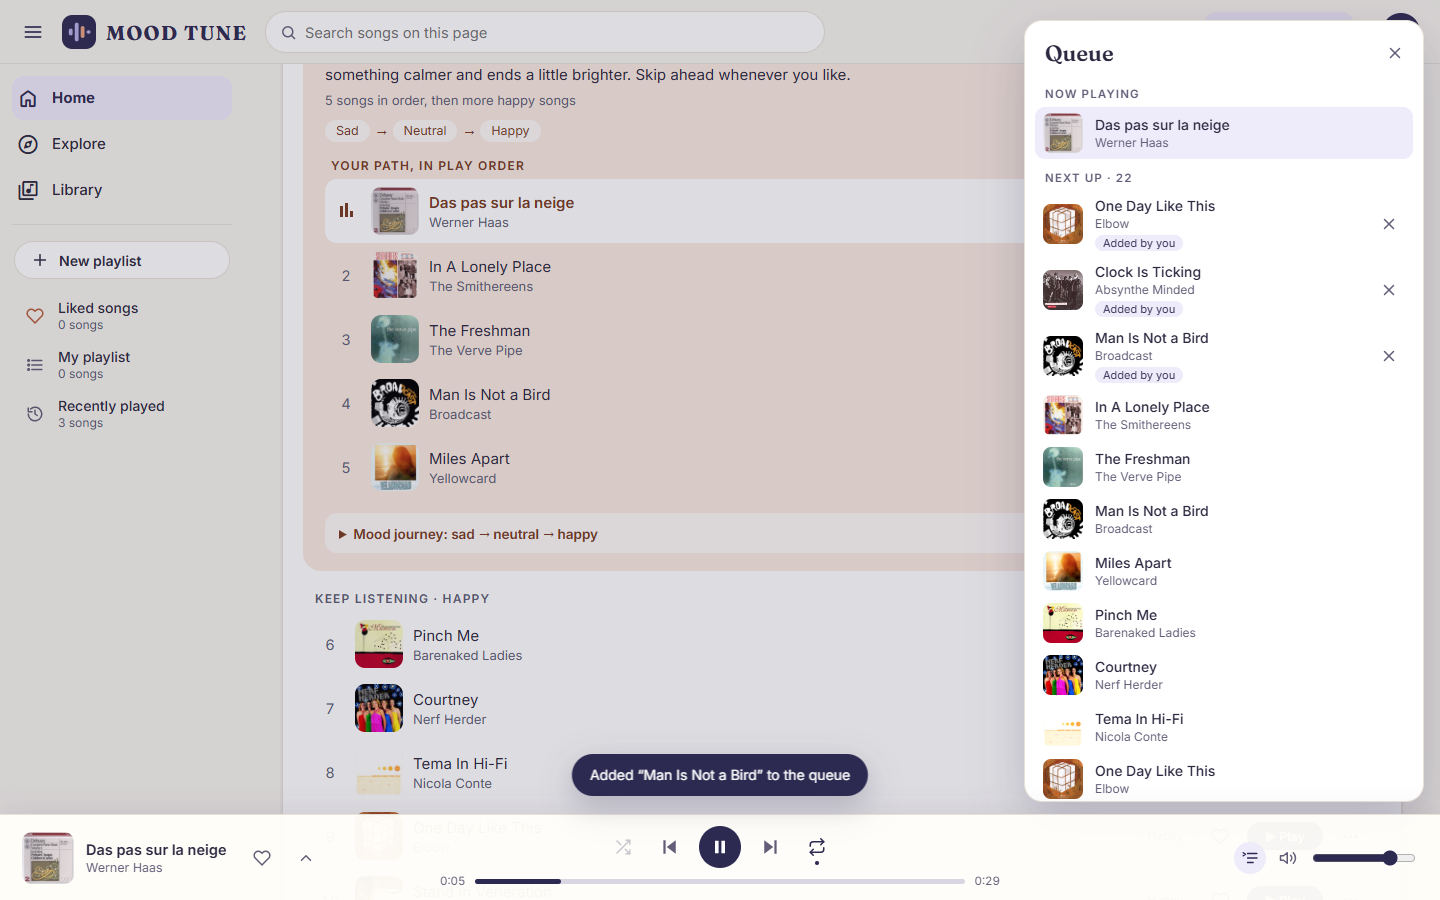 MOOD TUNE
Search songs on this page
Home
Explore
Library
New playlist
Liked songs
0 songs
My playlist
0 songs
Recently played
3 songs
something calmer and ends a little brighter. Skip ahead whenever you like.
5 songs in order, then more happy songs
Sad → Neutral → Happy
YOUR PATH, IN PLAY ORDER
Das pas sur la neige
Werner Haas
2
In A Lonely Place
The Smithereens
3
The Freshman
The Verve Pipe
4
Man Is Not a Bird
Broadcast
5
Miles Apart
Yellowcard
Mood journey: sad → neutral → happy
KEEP LISTENING · HAPPY
6
Pinch Me
Barenaked Ladies
7
Courtney
Nerf Herder
8
Tema In Hi-Fi
Nicola Conte
One Day Like This
Added “Man Is Not a Bird” to the queue
Queue
NOW PLAYING
Das pas sur la neige
Werner Haas
NEXT UP · 22
One Day Like This
Elbow
Added by you
Clock Is Ticking
Absynthe Minded
Added by you
Man Is Not a Bird
Broadcast
Added by you
In A Lonely Place
The Smithereens
The Freshman
The Verve Pipe
Man Is Not a Bird
Broadcast
Miles Apart
Yellowcard
Pinch Me
Barenaked Ladies
Courtney
Nerf Herder
Tema In Hi-Fi
Nicola Conte
One Day Like This
Elbow
Das pas sur la neige
Werner Haas
0:05
0:29
Play